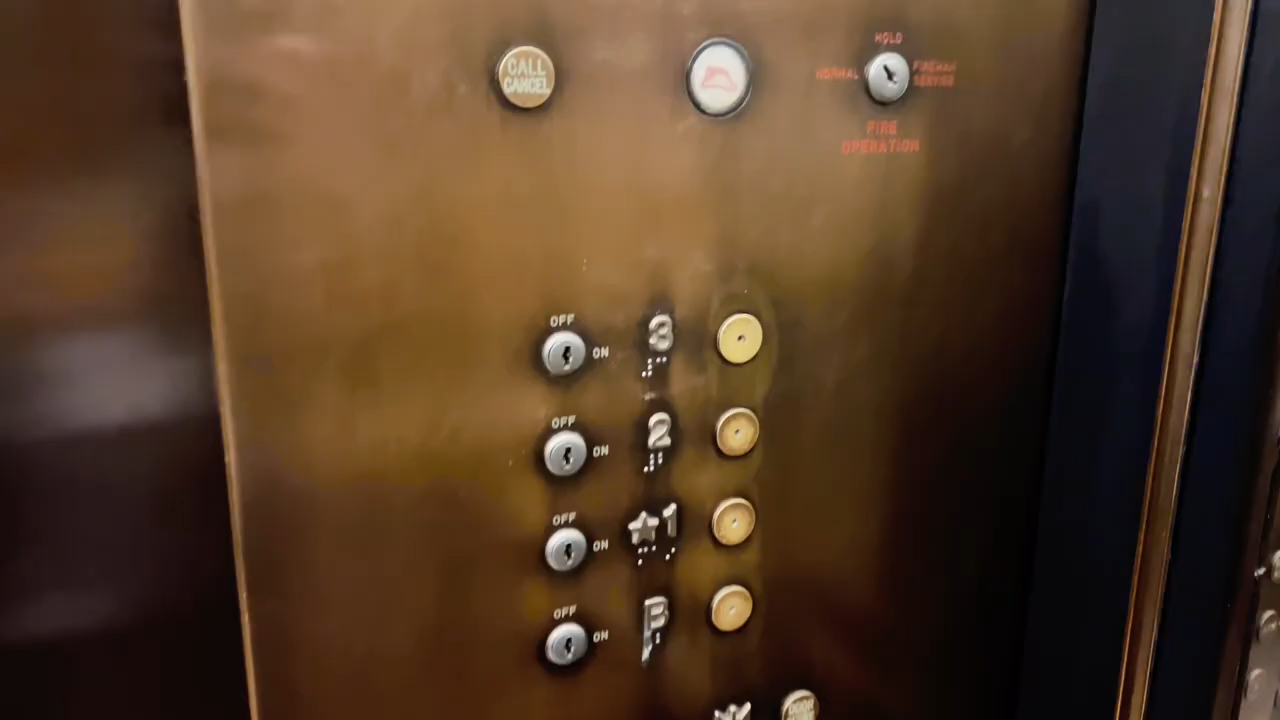 CALL
CANCEL
HOLD
NORMAL
FIREMAN
SERVICE
FIRE
OPERATION
OFF
ON
3
OFF
ON
2
OFF
ON
★1
OFF
ON
DOOR